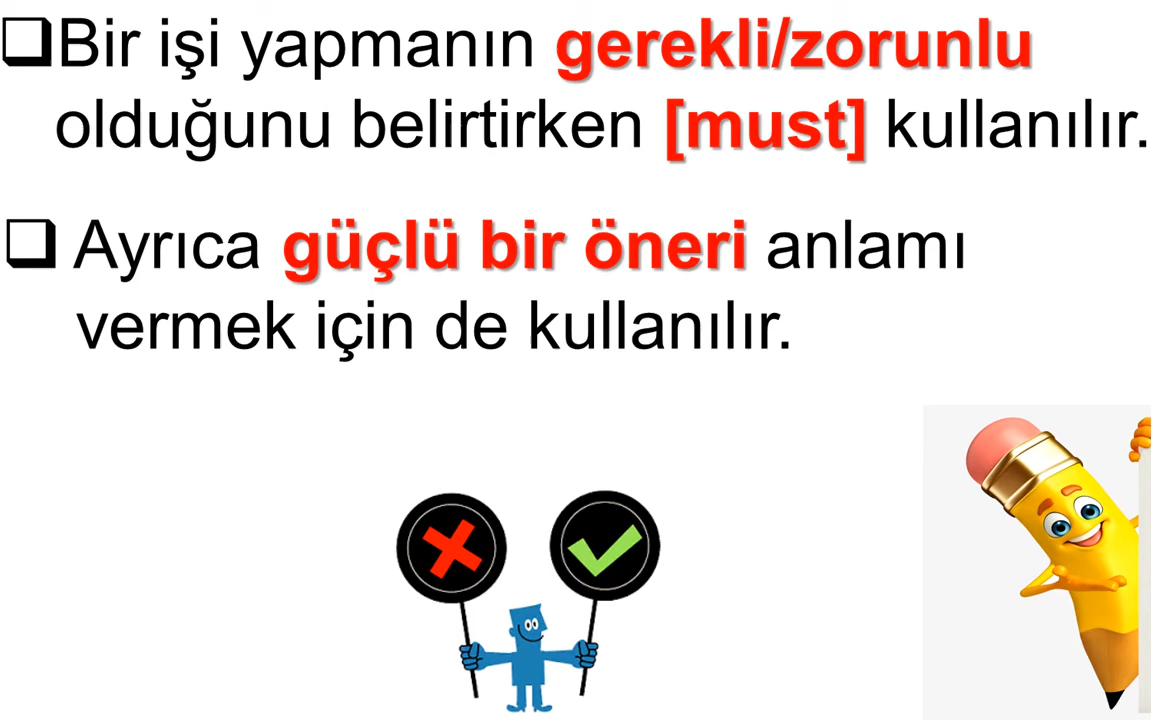 Bir işi yapmanın gerekli/zorunlu
olduğunu belirtirken [must] kullanılır.
Ayrıca güçlü bir öneri anlamı
vermek için de kullanılır.